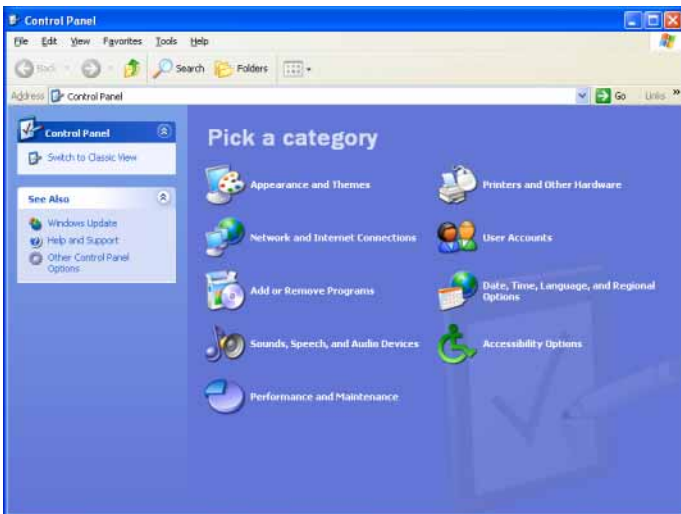 Control Panel
File Edit View Favorites Tools Help
Back Search Folders
Address Control Panel Go Links »
Control Panel
Switch to Classic View
See Also
Windows Update
Help and Support
Other Control Panel
Options
Pick a category
Appearance and Themes
Printers and Other Hardware
Network and Internet Connections
User Accounts
Add or Remove Programs
Date, Time, Language, and Regional
Options
Sounds, Speech, and Audio Devices
Accessibility Options
Performance and Maintenance